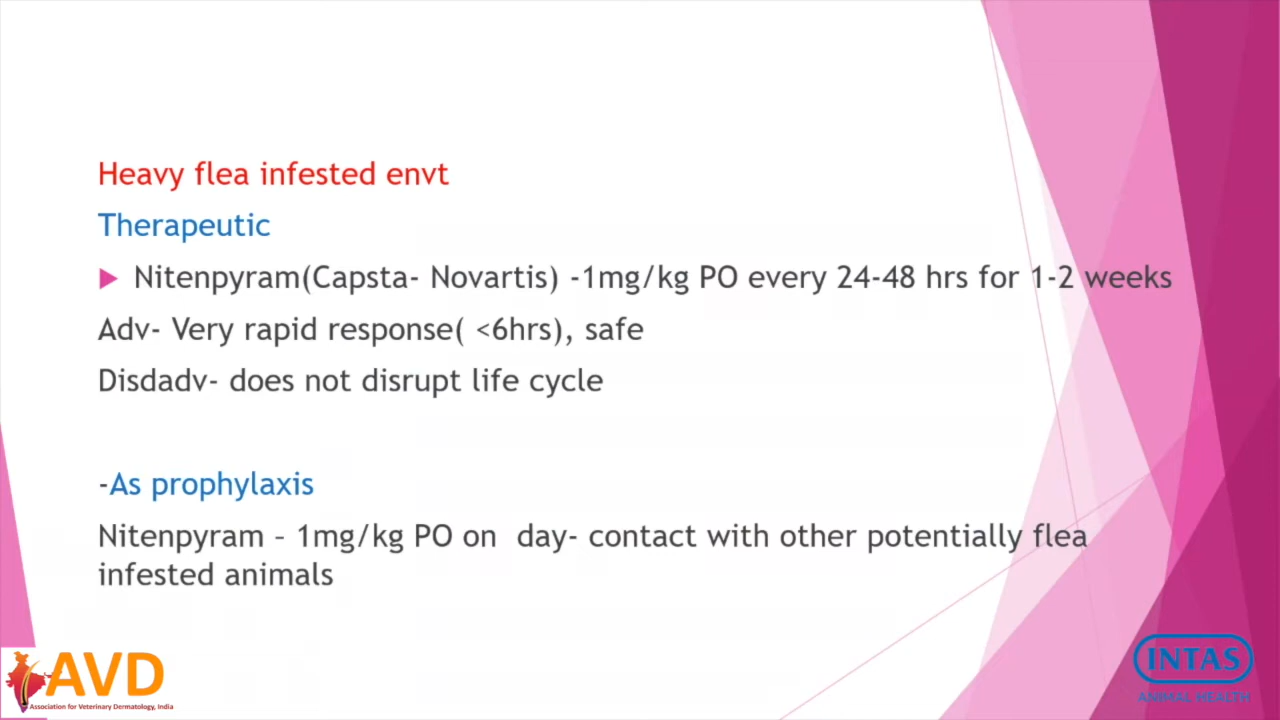 Heavy flea infested envt
Therapeutic
Nitenpyram(Capsta- Novartis) -1mg/kg PO every 24-48 hrs for 1-2 weeks
Adv- Very rapid response( <6hrs), safe
Disdadv- does not disrupt life cycle
-As prophylaxis
Nitenpyram – 1mg/kg PO on  day- contact with other potentially flea
infested animals
AVD
Association for Veterinary Dermatology, India
INTAS
ANIMAL HEALTH